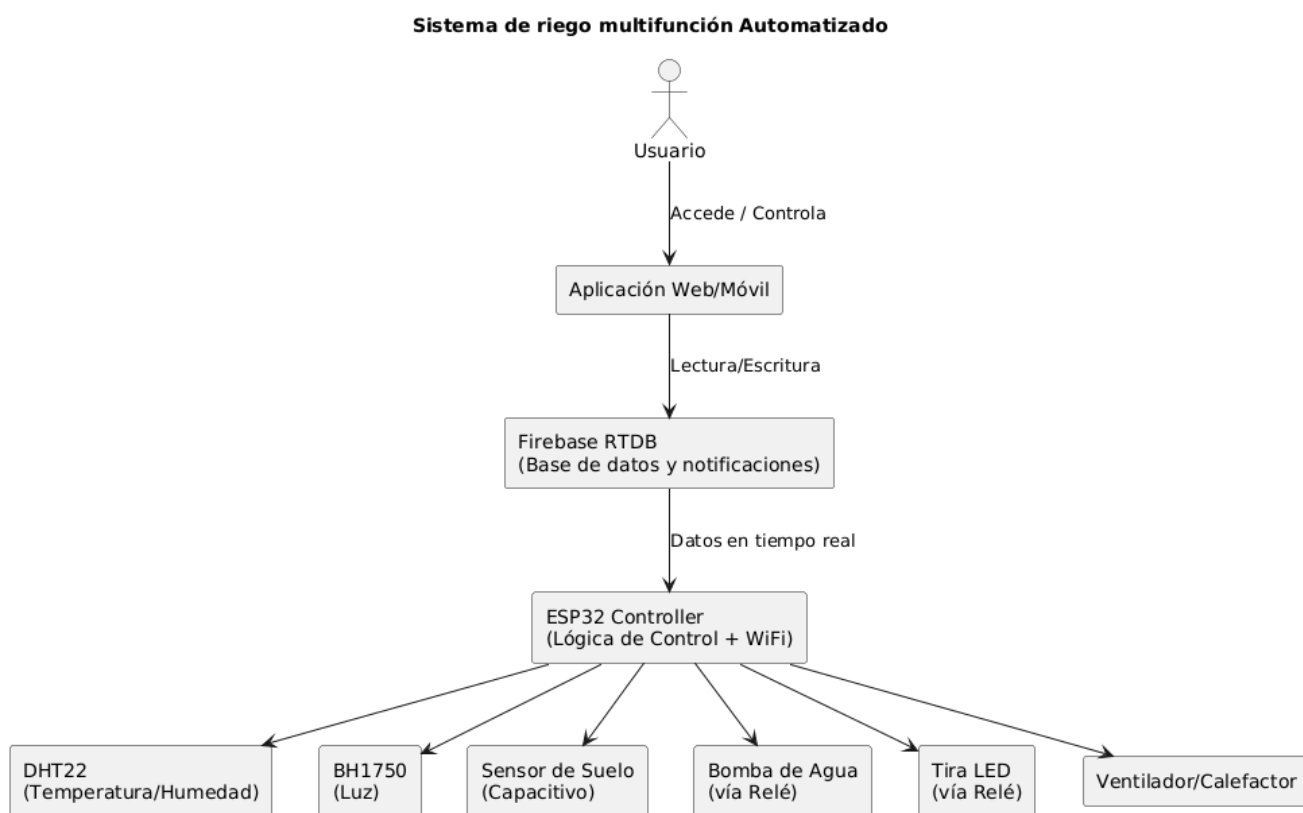 Sistema de riego multifunción Automatizado
Usuario
Accede / Controla
Aplicación Web/Móvil
Lectura/Escritura
Firebase RTDB
(Base de datos y notificaciones)
Datos en tiempo real
ESP32 Controller
(Lógica de Control + WiFi)
DHT22
(Temperatura/Humedad)
BH1750
(Luz)
Sensor de Suelo
(Capacitivo)
Bomba de Agua
(vía Relé)
Tira LED
(vía Relé)
Ventilador/Calefactor